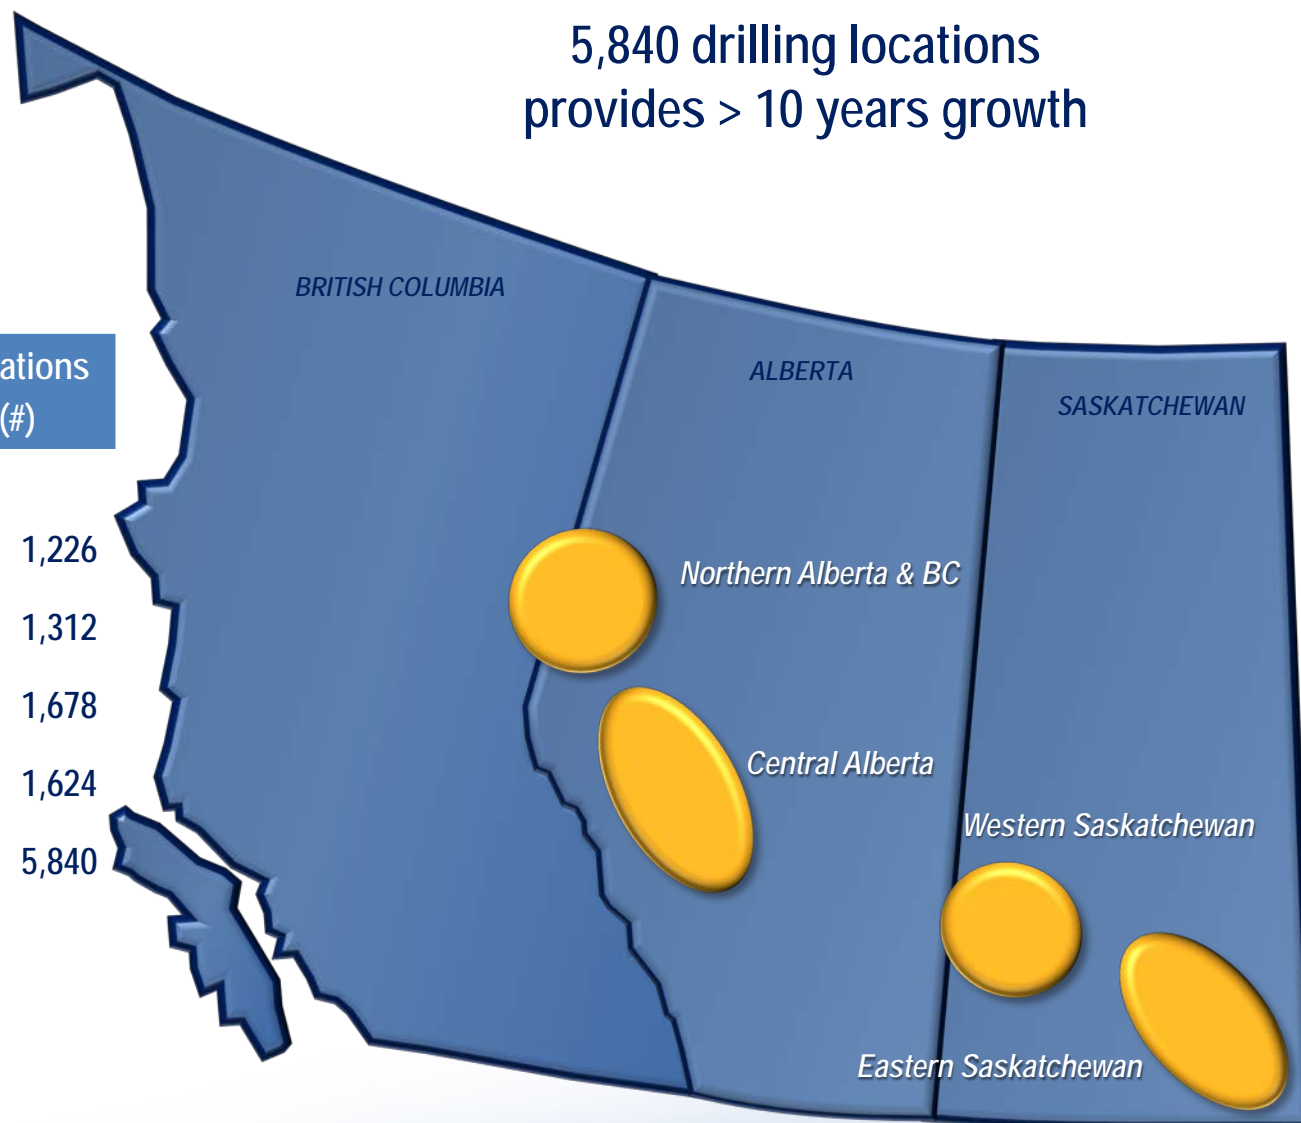 5,840 drilling locations
provides > 10 years growth
BRITISH COLUMBIA
ALBERTA
SASKATCHEWAN
(#)
1,226
1,312
1,678
1,624
5,840
Northern Alberta & BC
Central Alberta
Western Saskatchewan
Eastern Saskatchewan